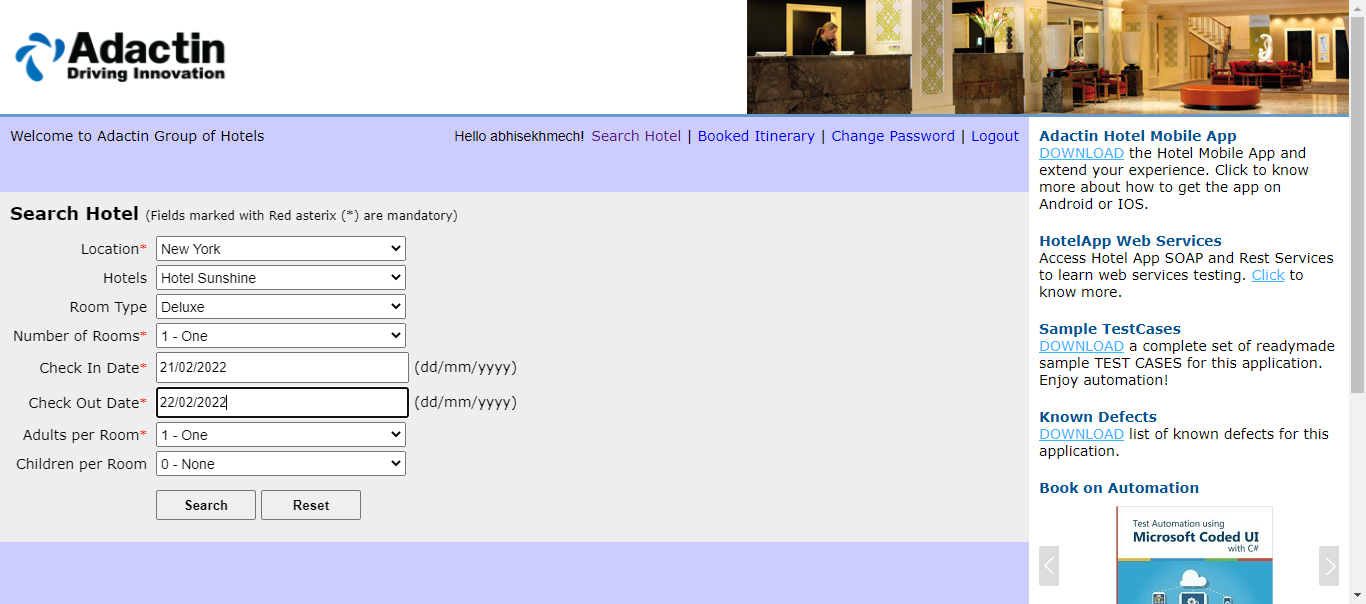 Adactin
Driving Innovation
Welcome to Adactin Group of Hotels
Hello abhisekhmech! Search Hotel | Booked Itinerary | Change Password | Logout
Search Hotel (Fields marked with Red asterix (*) are mandatory)
Location* New York
Hotels Hotel Sunshine
Room Type Deluxe
Number of Rooms* 1 - One
Check In Date* 21/02/2022 (dd/mm/yyyy)
Check Out Date* 22/02/2022 (dd/mm/yyyy)
Adults per Room* 1 - One
Children per Room 0 - None
Search Reset
Adactin Hotel Mobile App
DOWNLOAD the Hotel Mobile App and
extend your experience. Click to know
more about how to get the app on
Android or IOS.
HotelApp Web Services
Access Hotel App SOAP and Rest Services
to learn web services testing. Click to
know more.
Sample TestCases
DOWNLOAD a complete set of readymade
sample TEST CASES for this application.
Enjoy automation!
Known Defects
DOWNLOAD list of known defects for this
application.
Book on Automation
Test Automation using
Microsoft Coded UI
with C#